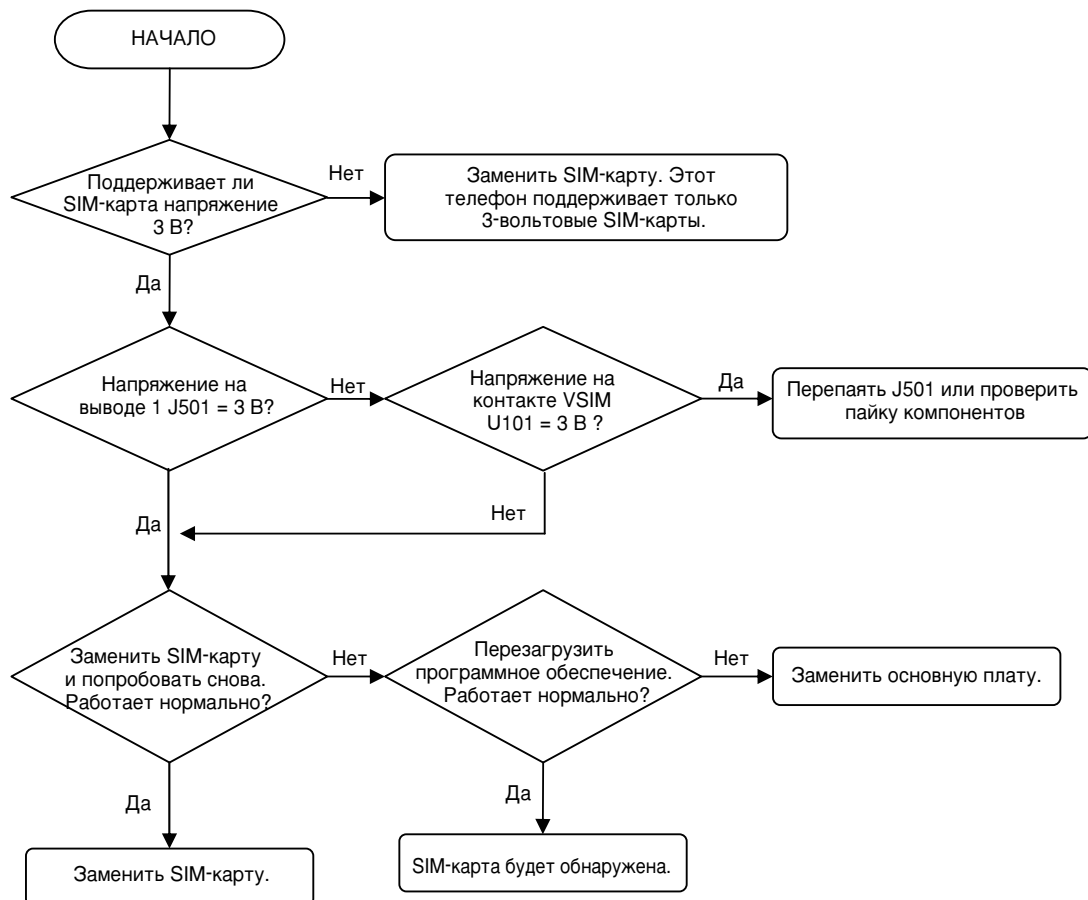 НАЧАЛО
Поддерживает ли
SIM-карта напряжение
3 В?
Нет
Заменить SIM-карту. Этот
телефон поддерживает только
3-вольтовые SIM-карты.
Да
Напряжение на
выводе 1 J501 = 3 В?
Нет
Напряжение на
контакте VSIM
U101 = 3 В ?
Да
Перепаять J501 или проверить
пайку компонентов
Да
Нет
Заменить SIM-карту
и попробовать снова.
Работает нормально?
Нет
Перезагрузить
программное обеспечение.
Работает нормально?
Нет
Заменить основную плату.
Да
Да
Заменить SIM-карту.
SIM-карта будет обнаружена.